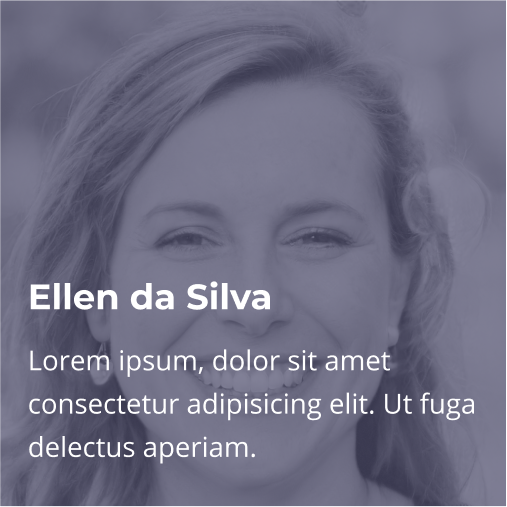 Ellen da Silva
Lorem ipsum, dolor sit amet
consectetur adipisicing elit. Ut fuga
delectus aperiam.